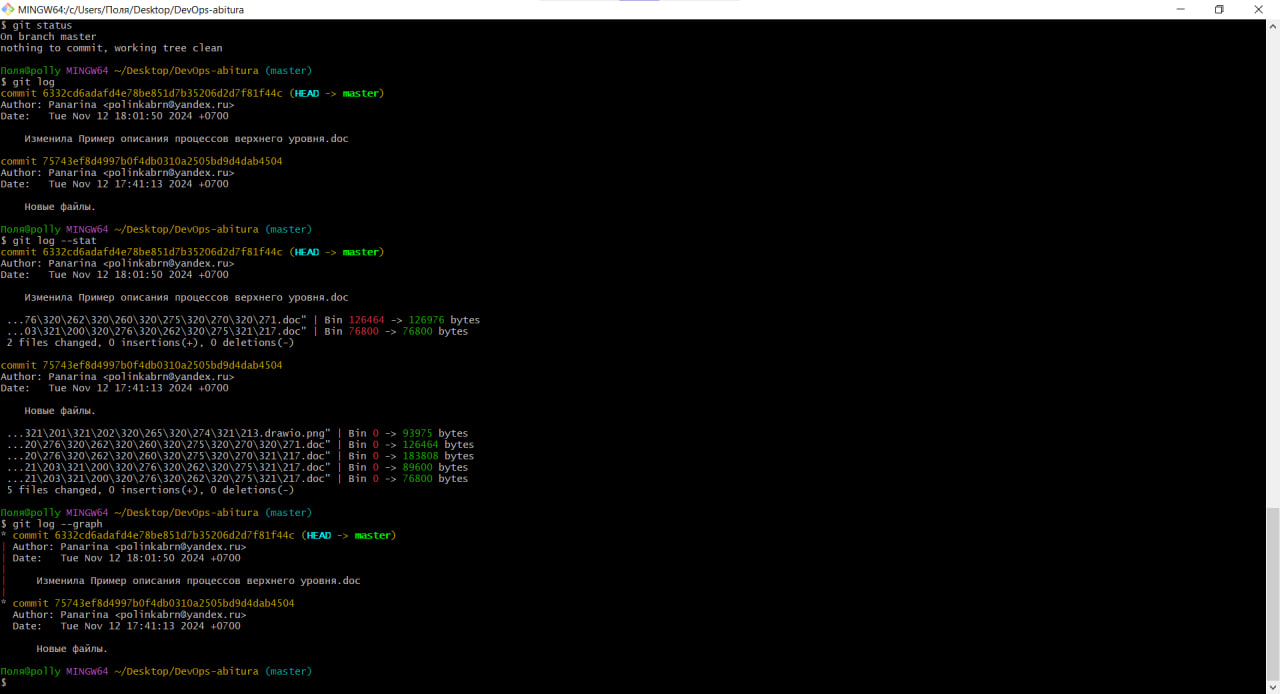 MINGW64:/c/Users/Поля/Desktop/DevOps-abitura
$ git status
On branch master
nothing to commit, working tree clean
Поля@polly MINGW64 ~/Desktop/DevOps-abitura (master)
$ git log
commit 6332cd6adafd4e78be851d7b35206d2d7f81f44c (HEAD -> master)
Author: Panarina <polinkabrn@yandex.ru>
Date:   Tue Nov 12 18:01:50 2024 +0700
    Изменила Пример описания процессов верхнего уровня.doc
commit 75743ef8d4997b0f4db0310a2505bd9d4dab4504
Author: Panarina <polinkabrn@yandex.ru>
Date:   Tue Nov 12 17:41:13 2024 +0700
    Новые файлы.
Поля@polly MINGW64 ~/Desktop/DevOps-abitura (master)
$ git log --stat
commit 6332cd6adafd4e78be851d7b35206d2d7f81f44c (HEAD -> master)
Author: Panarina <polinkabrn@yandex.ru>
Date:   Tue Nov 12 18:01:50 2024 +0700
    Изменила Пример описания процессов верхнего уровня.doc
 ...76\320\262\320\260\320\275\320\270\320\271.doc" | Bin 126464 -> 126976 bytes
 ...03\321\200\320\276\320\262\320\275\321\217.doc" | Bin 76800 -> 76800 bytes
 2 files changed, 0 insertions(+), 0 deletions(-)
commit 75743ef8d4997b0f4db0310a2505bd9d4dab4504
Author: Panarina <polinkabrn@yandex.ru>
Date:   Tue Nov 12 17:41:13 2024 +0700
    Новые файлы.
 ...321\201\321\202\320\265\320\274\321\213.drawio.png" | Bin 0 -> 93975 bytes
 ...20\276\320\262\320\260\320\275\320\270\320\271.doc" | Bin 0 -> 126464 bytes
 ...20\276\320\262\320\260\320\275\320\270\321\217.doc" | Bin 0 -> 183808 bytes
 ...21\203\321\200\320\276\320\262\320\275\321\217.doc" | Bin 0 -> 89600 bytes
 ...21\203\321\200\320\276\320\262\320\275\321\217.doc" | Bin 0 -> 76800 bytes
 5 files changed, 0 insertions(+), 0 deletions(-)
Поля@polly MINGW64 ~/Desktop/DevOps-abitura (master)
$ git log --graph
* commit 6332cd6adafd4e78be851d7b35206d2d7f81f44c (HEAD -> master)
| Author: Panarina <polinkabrn@yandex.ru>
| Date:   Tue Nov 12 18:01:50 2024 +0700
|
|     Изменила Пример описания процессов верхнего уровня.doc
|
* commit 75743ef8d4997b0f4db0310a2505bd9d4dab4504
  Author: Panarina <polinkabrn@yandex.ru>
  Date:   Tue Nov 12 17:41:13 2024 +0700
      Новые файлы.
Поля@polly MINGW64 ~/Desktop/DevOps-abitura (master)
$